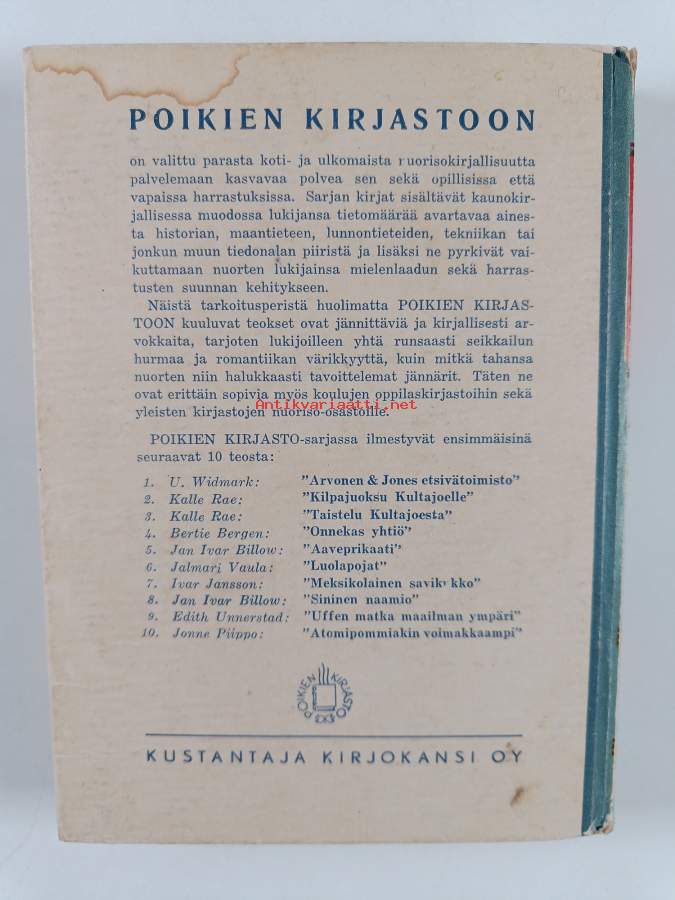 POIKIEN KIRJASTOON
on valittu parasta koti- ja ulkomaista nuorisokirjallisuutta
palvelemaan kasvavaa polvea sen sekä opillisissa että
vapaissa harrastuksissa. Sarjan kirjat sisältävät kaunokir-
jallisessa muodossa lukijansa tietomäärää avartavaa aines-
ta historian, maantieteen, luonnontieteiden, tekniikan tai
jonkun muun tiedonalan piiristä ja lisäksi ne pyrkivät vai-
kuttamaan nuorten lukijainsa mielenlaadun sekä harras-
tusten suunnan kehitykseen.
Näistä tarkoitusperistä huolimatta POIKIEN KIRJAS-
TOON kuuluvat teokset ovat jännittäviä ja kirjallisesti ar-
vokkaita, tarjoten lukijoilleen yhtä runsaasti seikkailun
hurmaa ja romantiikan värikkyyttä, kuin mitkä tahansa
nuorten niin halukkaasti tavoittelemat jännärit. Täten ne
ovat erittäin sopivia myös koulujen oppilaskirjastoihin sekä
Antikvariaatti.net
yleisten kirjastojen nuoriso-osastoille.
POIKIEN KIRJASTO-sarjassa ilmestyvät ensimmäisinä
seuraavat 10 teosta:
1. U. Widmark: "Arvonen & Jones etsivätoimisto"
2. Kalle Rae: "Kilpajuoksu Kultajoelle"
3. Kalle Rae: "Taistelu Kultajoesta"
4. Bertie Bergen: "Onnekas yhtiö"
5. Jan Ivar Billow: "Aaveprikaati"
6. Jalmari Vaula: "Luolapojat"
7. Ivar Jansson: "Meksikolainen savikukko"
8. Jan Ivar Billow: "Sininen naamio"
9. Edith Unnerstad: "Uffen matka maailman ympäri"
10. Jonne Piippo: "Atomipommiakin voimakkaampi"
POIKIEN KIRJASTO
KUSTANTAJA KIRJOKANSI OY